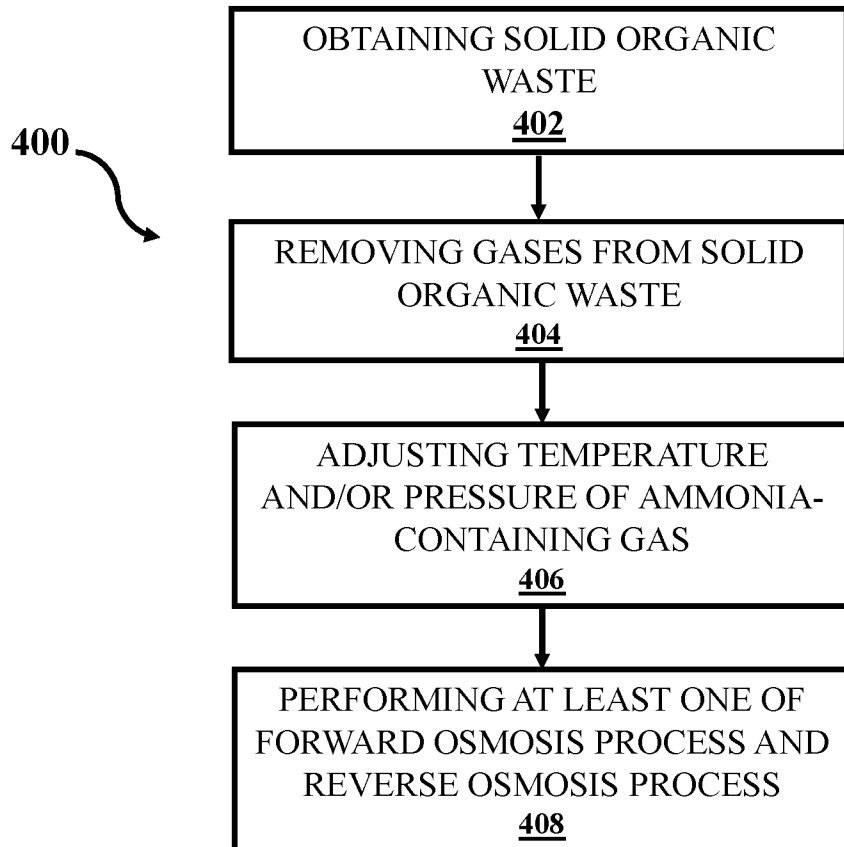 OBTAINING SOLID ORGANIC
WASTE
402
400
REMOVING GASES FROM SOLID
ORGANIC WASTE
404
ADJUSTING TEMPERATURE
AND/OR PRESSURE OF AMMONIA-
CONTAINING GAS
406
PERFORMING AT LEAST ONE OF
FORWARD OSMOSIS PROCESS AND
REVERSE OSMOSIS PROCESS
408